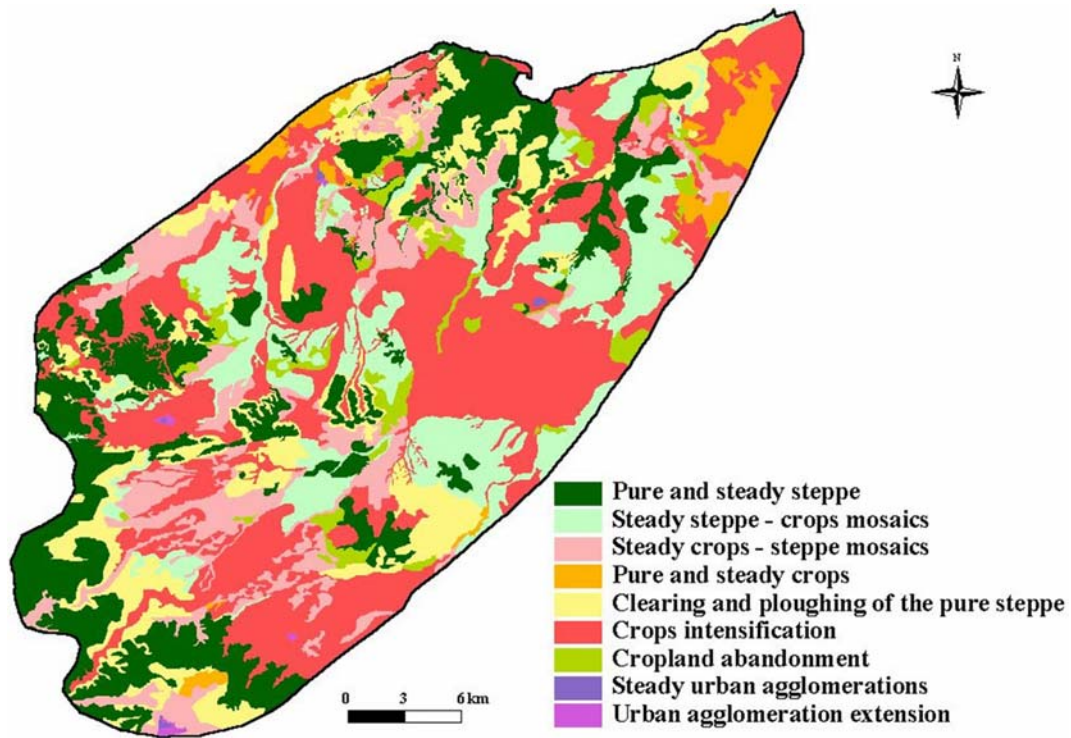 N
Pure and steady steppe
Steady steppe - crops mosaics
Steady crops - steppe mosaics
Pure and steady crops
Clearing and ploughing of the pure steppe
Crops intensification
Cropland abandonment
Steady urban agglomerations
Urban agglomeration extension
0 3 6 km